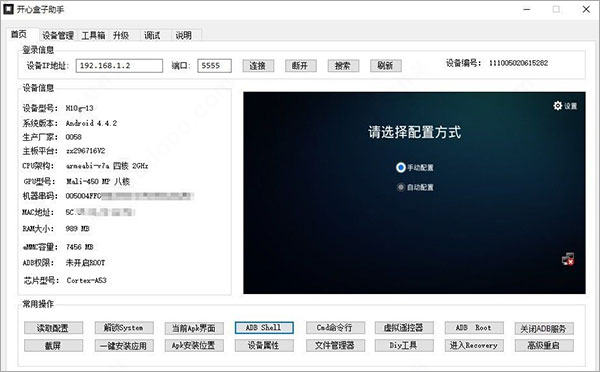 开心盒子助手
首页 设备管理 工具箱 升级 调试 说明
登录信息
设备IP地址: 192.168.1.2 端口: 5555 连接 断开 搜索 刷新 设备编号: 111005020615282
设备信息
设备型号: H10g-13
系统版本: Android 4.4.2
生产厂家: 0058
主板平台: zx296716V2
CPU架构: armeabi-v7a 四核 2GHz
GPU型号: Mali-450 MP 八核
机器串码: 005004FFG
MAC地址: 5C.
RAM大小: 989 MB
eMMC容量: 7456 MB
ADB权限: 未开启ROOT
芯片型号: Cortex-A53
设置
请选择配置方式
手动配置
自动配置
常用操作
读取配置 解锁System 当前Apk界面 ADB Shell Cmd命令行 虚拟遥控器 ADB Root 关闭ADB服务
截屏 一键安装应用 Apk安装位置 设备属性 文件管理器 Diy工具 进入Recovery 高级重启